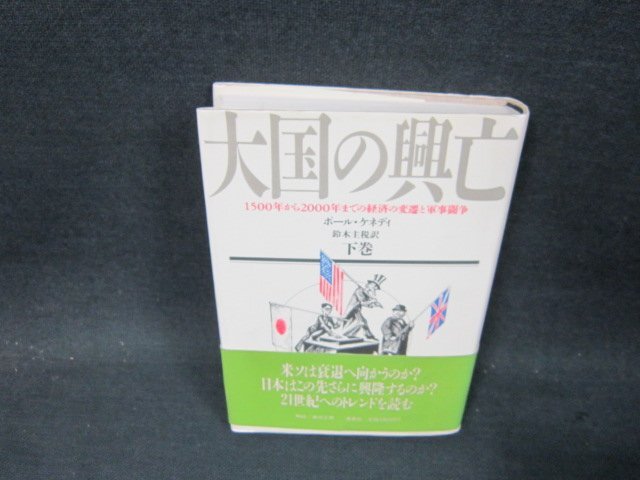 大国の興亡
1500年から2000年までの経済の変遷と軍事闘争
ポール・ケネディ
鈴木主税訳
下巻
米ソは衰退へ向かうのか?
日本はこの先さらに興隆するのか?
21世紀へのトレンドを読む